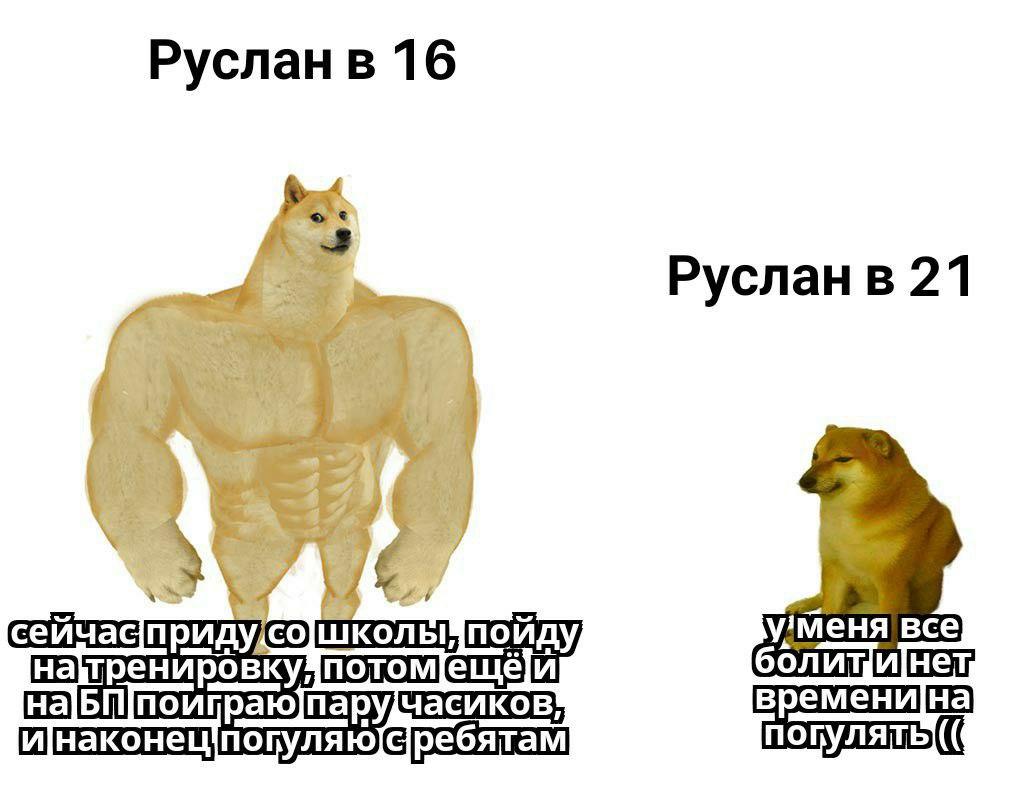 Руслан в 16
сейчас приду со школы, пойду
на тренировку, потом ещё и
на БП поиграю пару часиков,
и наконец погуляю с ребятам
Руслан в 21
у меня все
болит и нет
времени на
погулять ((